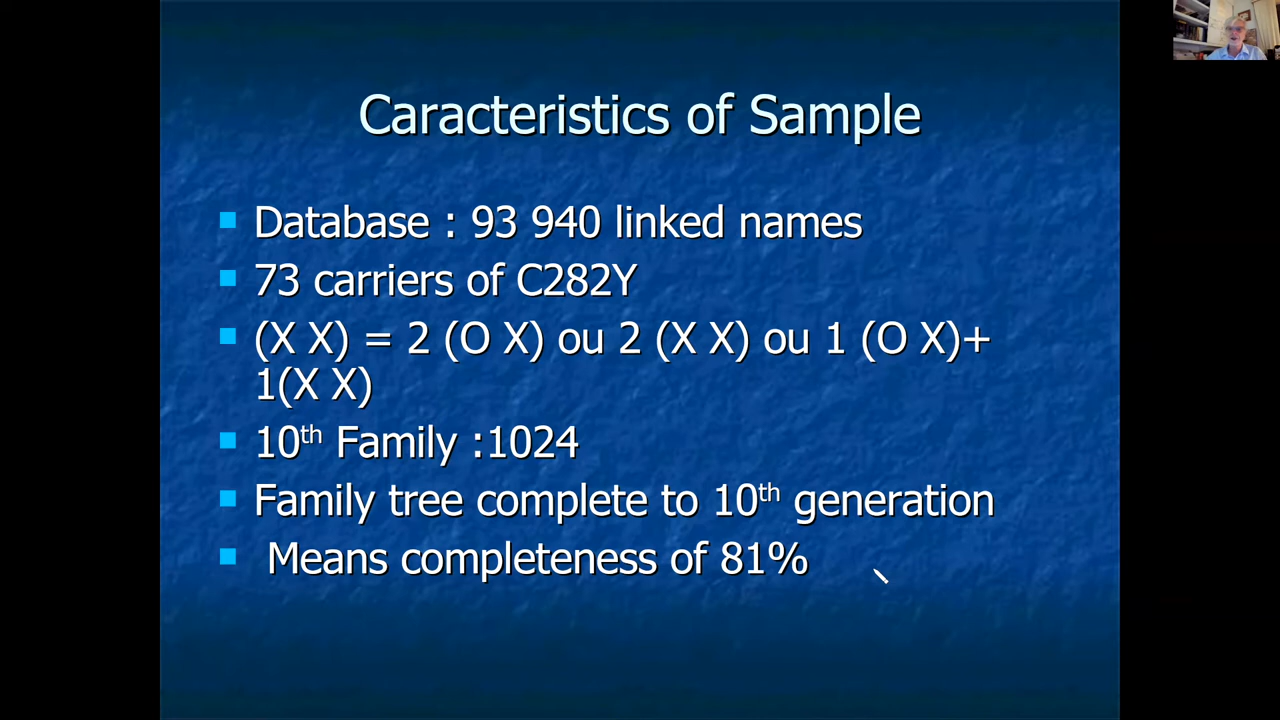 Caracteristics of Sample
Database : 93 940 linked names
73 carriers of C282Y
(X X) = 2 (O X) ou 2 (X X) ou 1 (O X)+
1(X X)
10th Family :1024
Family tree complete to 10th generation
Means completeness of 81%